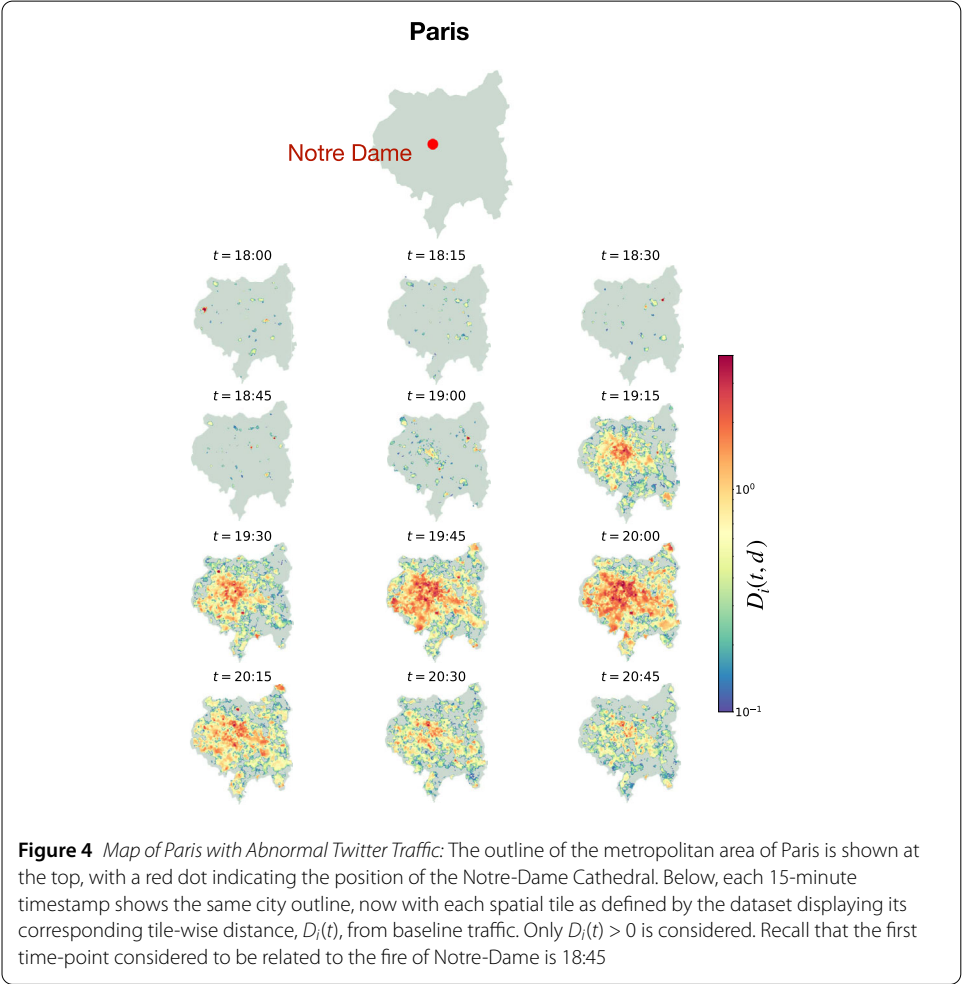 Paris
Notre Dame
t = 18:00 t = 18:15 t = 18:30
t = 18:45 t = 19:00 t = 19:15
t = 19:30 t = 19:45 t = 20:00
t = 20:15 t = 20:30 t = 20:45
10⁰
Dᵢ(t, d)
10⁻¹
Figure 4 Map of Paris with Abnormal Twitter Traffic: The outline of the metropolitan area of Paris is shown at
the top, with a red dot indicating the position of the Notre-Dame Cathedral. Below, each 15-minute
timestamp shows the same city outline, now with each spatial tile as defined by the dataset displaying its
corresponding tile-wise distance, Dᵢ(t), from baseline traffic. Only Dᵢ(t) > 0 is considered. Recall that the first
time-point considered to be related to the fire of Notre-Dame is 18:45